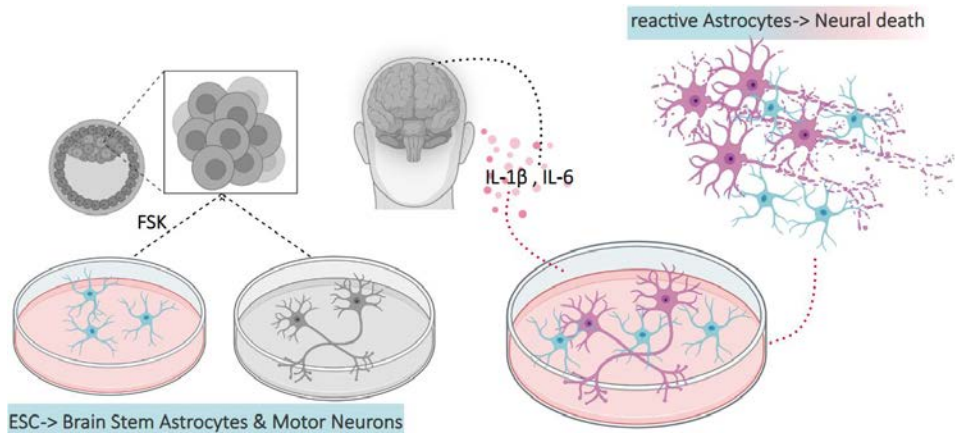 reactive Astrocytes-> Neural death
IL-1β , IL-6
FSK
ESC-> Brain Stem Astrocytes & Motor Neurons